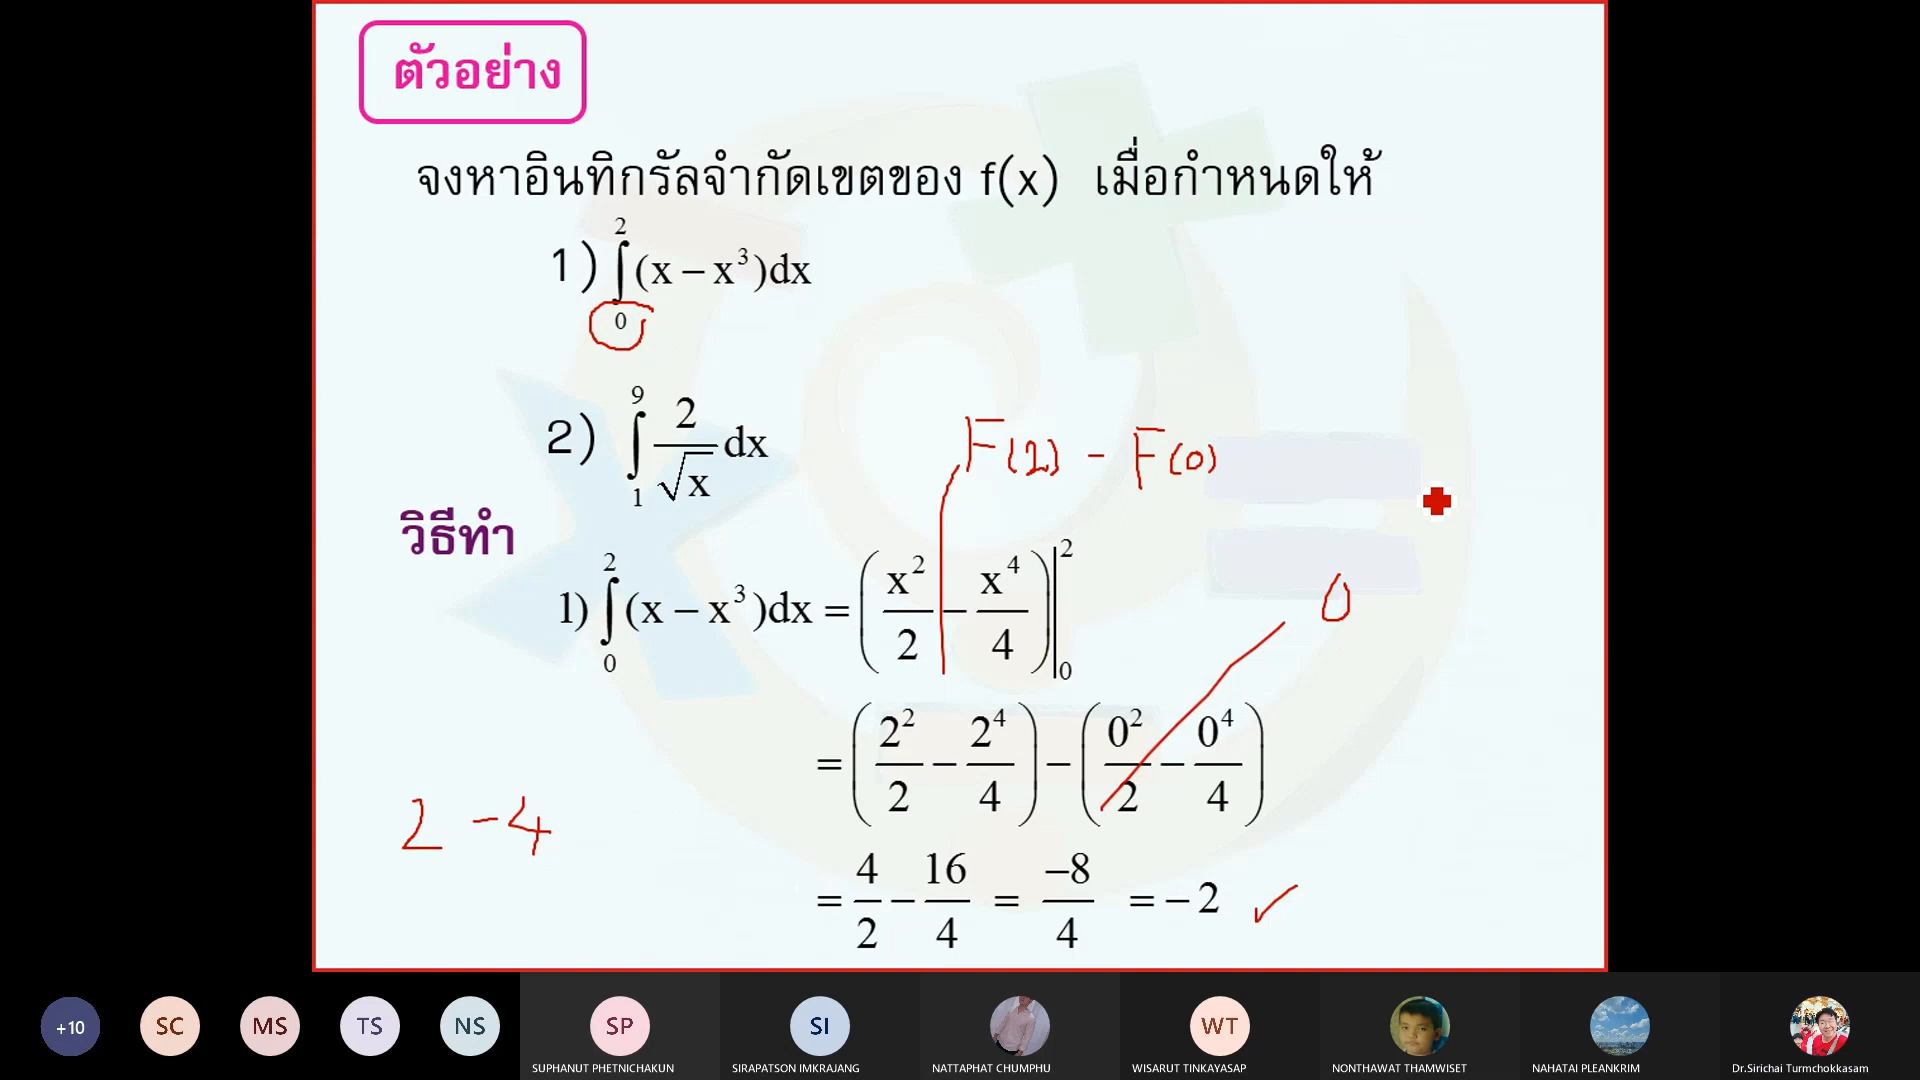 ตัวอย่าง
จงหาอินทิกรัลจำกัดเขตของ f(x) เมื่อกำหนดให้
1) ∫₀² (x – x³)dx
2) ∫₁⁹ 2/√x dx
F(2) - F(0)
วิธีทำ
1) ∫₀² (x – x³)dx = (x²/2 – x⁴/4)|₀²
0
= (2²/2 – 2⁴/4) – (0²/2 – 0⁴/4)
2 - 4
= 4/2 – 16/4 = –8/4 = – 2 ✓
+10 SC MS TS NS SP SI WT
SUPHANUT PHETNICHAKUN SIRAPATSON IMKRAJANG NATTAPHAT CHUMPHU WISARUT TINKAYASAP NONTHAWAT THAMWISET NAHATAI PLEANKRIM Dr.Sirichai Turmchokkasam